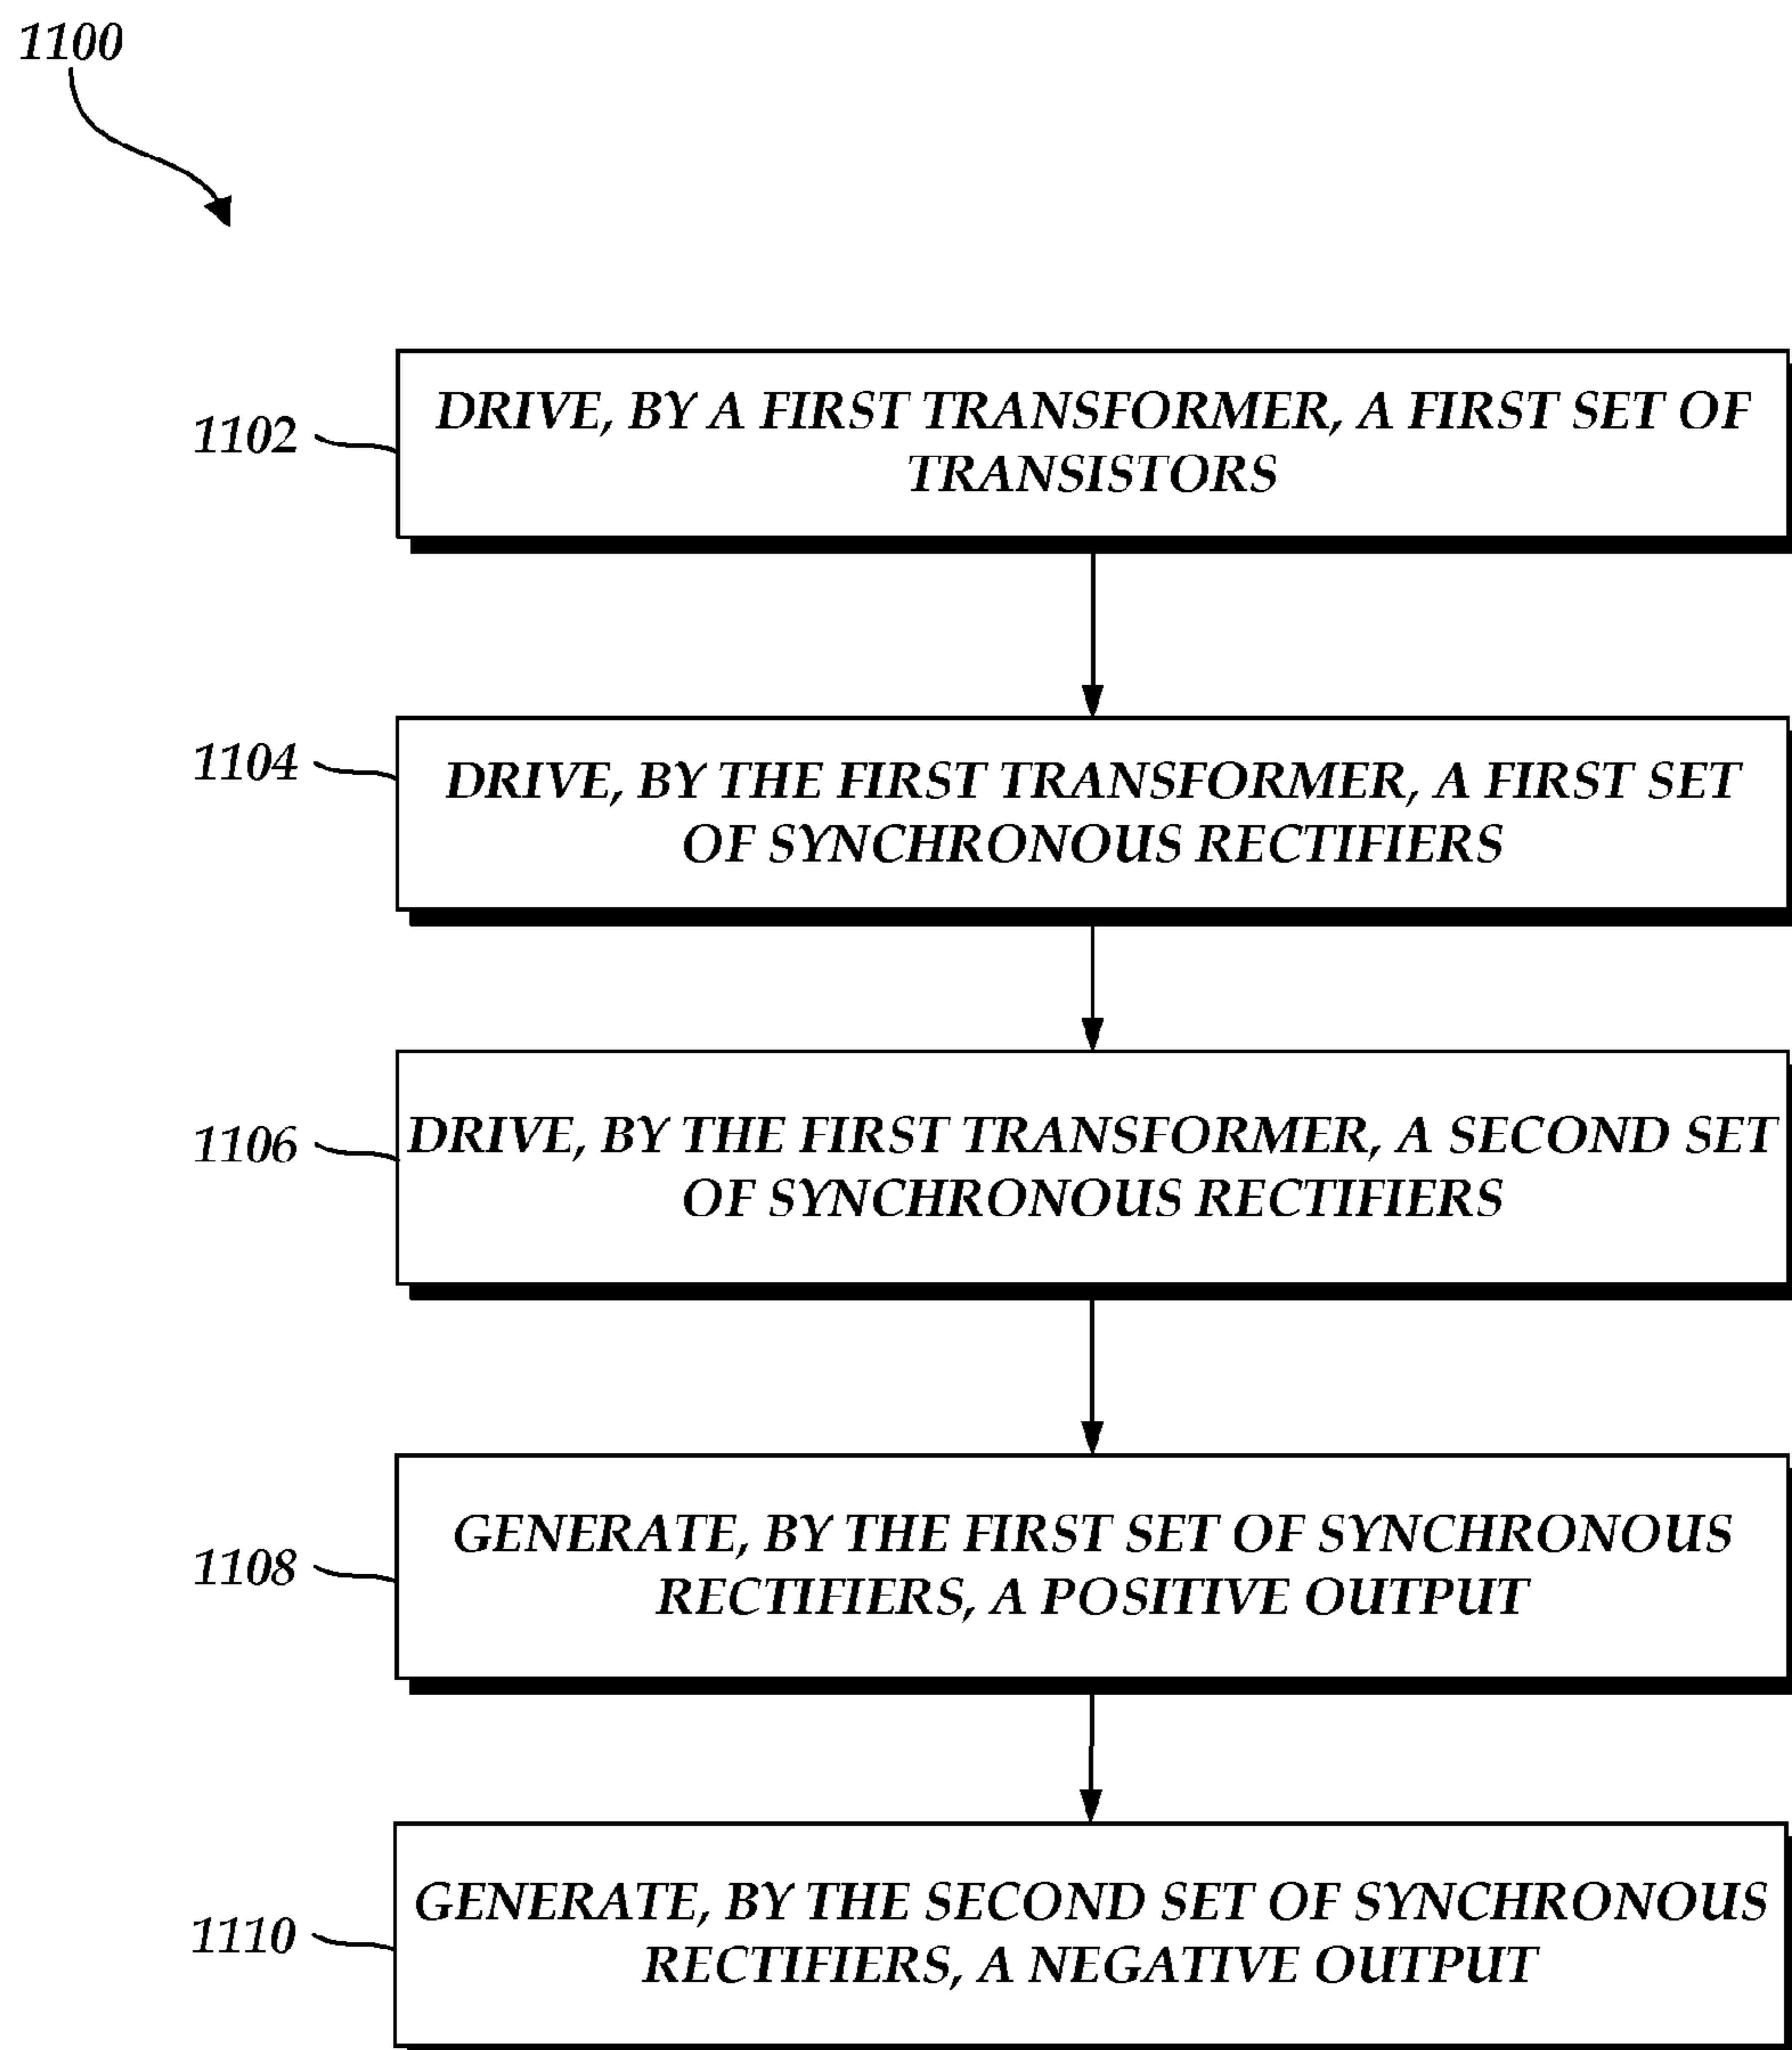 1100
1102
DRIVE, BY A FIRST TRANSFORMER, A FIRST SET OF
TRANSISTORS
1104
DRIVE, BY THE FIRST TRANSFORMER, A FIRST SET
OF SYNCHRONOUS RECTIFIERS
1106
DRIVE, BY THE FIRST TRANSFORMER, A SECOND SET
OF SYNCHRONOUS RECTIFIERS
1108
GENERATE, BY THE FIRST SET OF SYNCHRONOUS
RECTIFIERS, A POSITIVE OUTPUT
1110
GENERATE, BY THE SECOND SET OF SYNCHRONOUS
RECTIFIERS, A NEGATIVE OUTPUT